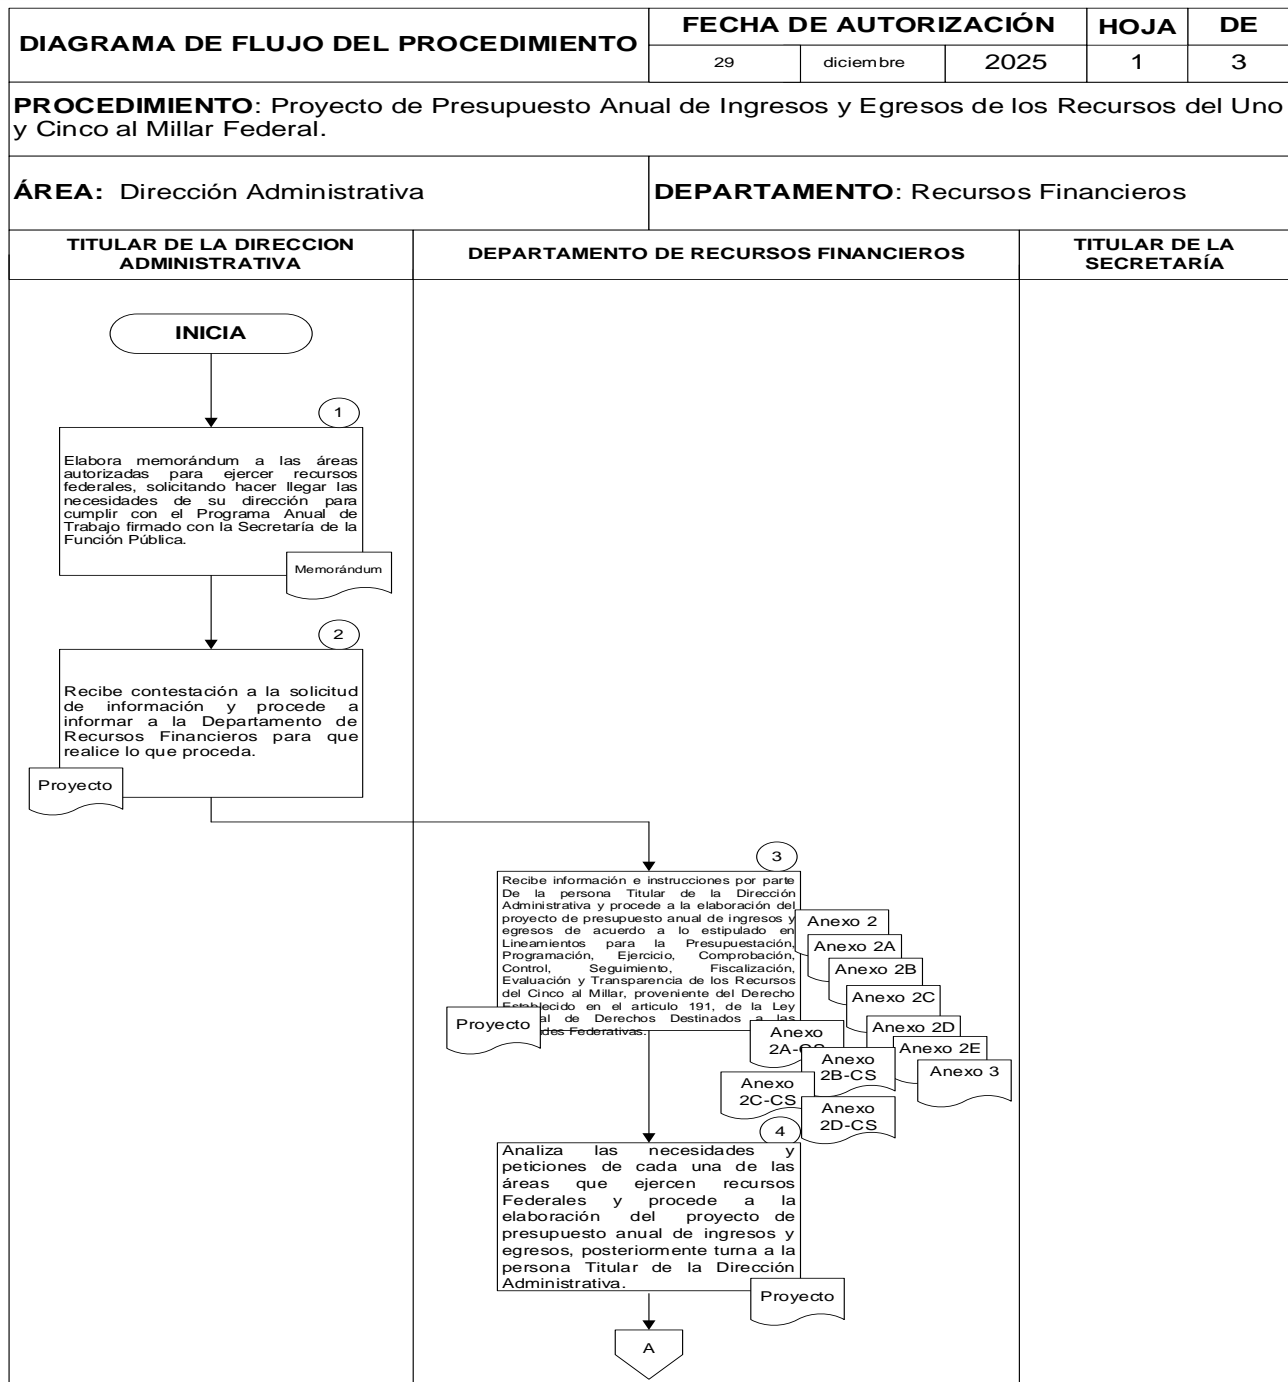 DIAGRAMA DE FLUJO DEL PROCEDIMIENTO
FECHA DE AUTORIZACIÓN
HOJA
DE
29
diciembre
2025
1
3
PROCEDIMIENTO: Proyecto de Presupuesto Anual de Ingresos y Egresos de los Recursos del Uno
y Cinco al Millar Federal.
ÁREA: Dirección Administrativa
DEPARTAMENTO: Recursos Financieros
TITULAR DE LA DIRECCION
ADMINISTRATIVA
DEPARTAMENTO DE RECURSOS FINANCIEROS
TITULAR DE LA
SECRETARÍA
INICIA
1
Elabora memorándum a las áreas
autorizadas para ejercer recursos
federales, solicitando hacer llegar las
necesidades de su dirección para
cumplir con el Programa Anual de
Trabajo firmado con la Secretaría de la
Función Pública.
Memorándum
2
Recibe contestación a la solicitud
de información y procede a
informar a la Departamento de
Recursos Financieros para que
realice lo que proceda.
Proyecto
3
Recibe información e instrucciones por parte
De la persona Titular de la Dirección
Administrativa y procede a la elaboración del
proyecto de presupuesto anual de ingresos y
egresos de acuerdo a lo estipulado en
Lineamientos para la Presupuestación,
Programación, Ejercicio, Comprobación,
Control, Seguimiento, Fiscalización,
Evaluación y Transparencia de los Recursos
del Cinco al Millar, proveniente del Derecho
Establecido en el articulo 191, de la Ley
de Derechos Destinados a las
Federativas.
Proyecto
Anexo 2
Anexo 2A
Anexo 2B
Anexo 2C
Anexo 2D
Anexo 2E
Anexo 3
Anexo
2A-CS
Anexo
2B-CS
Anexo
2C-CS
Anexo
2D-CS
4
Analiza las necesidades y
peticiones de cada una de las
áreas que ejercen recursos
Federales y procede a la
elaboración del proyecto de
presupuesto anual de ingresos y
egresos, posteriormente turna a la
persona Titular de la Dirección
Administrativa.
Proyecto
A